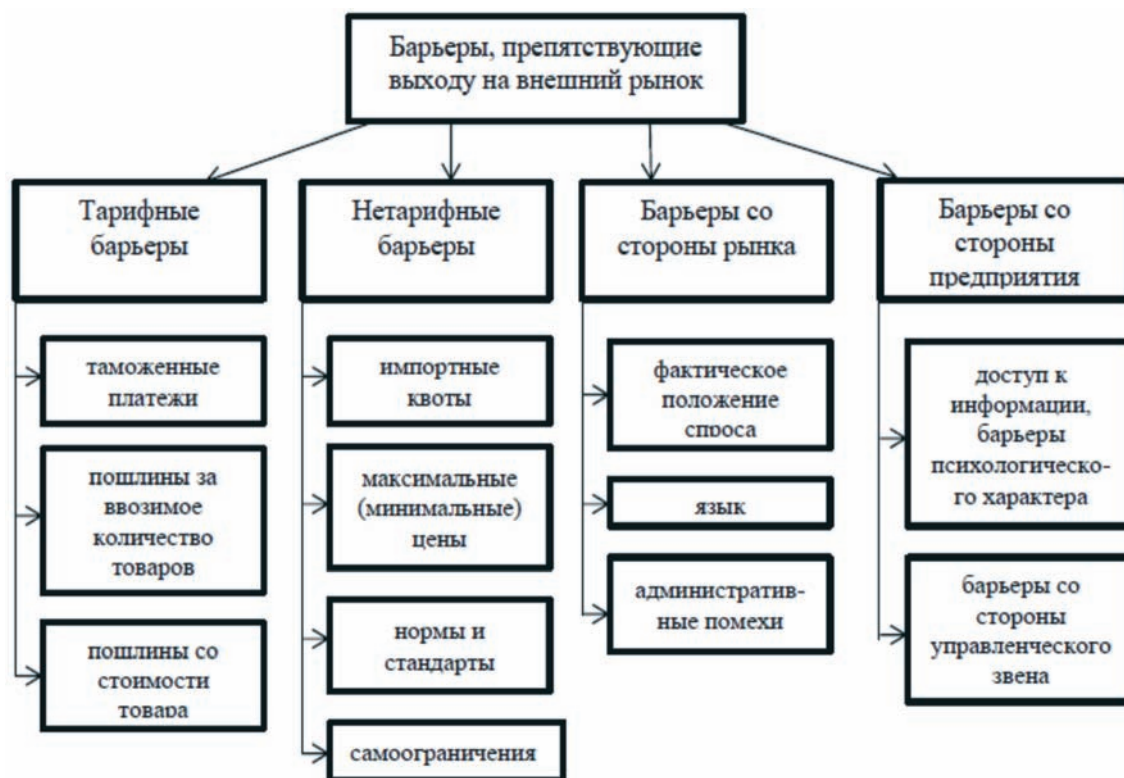 Барьеры, препятствующие
выходу на внешний рынок
Тарифные
барьеры
Нетарифные
барьеры
Барьеры со
стороны рынка
Барьеры со
стороны
предприятия
таможенные
платежи
пошлины за
ввозимое
количество
товаров
пошлины со
стоимости
товара
импортные
квоты
максимальные
(минимальные)
цены
нормы и
стандарты
самоограничения
фактическое
положение
спроса
язык
административ-
ные помехи
доступ к
информации,
барьеры
психологическо-
го характера
барьеры со
стороны
управленческого
звена